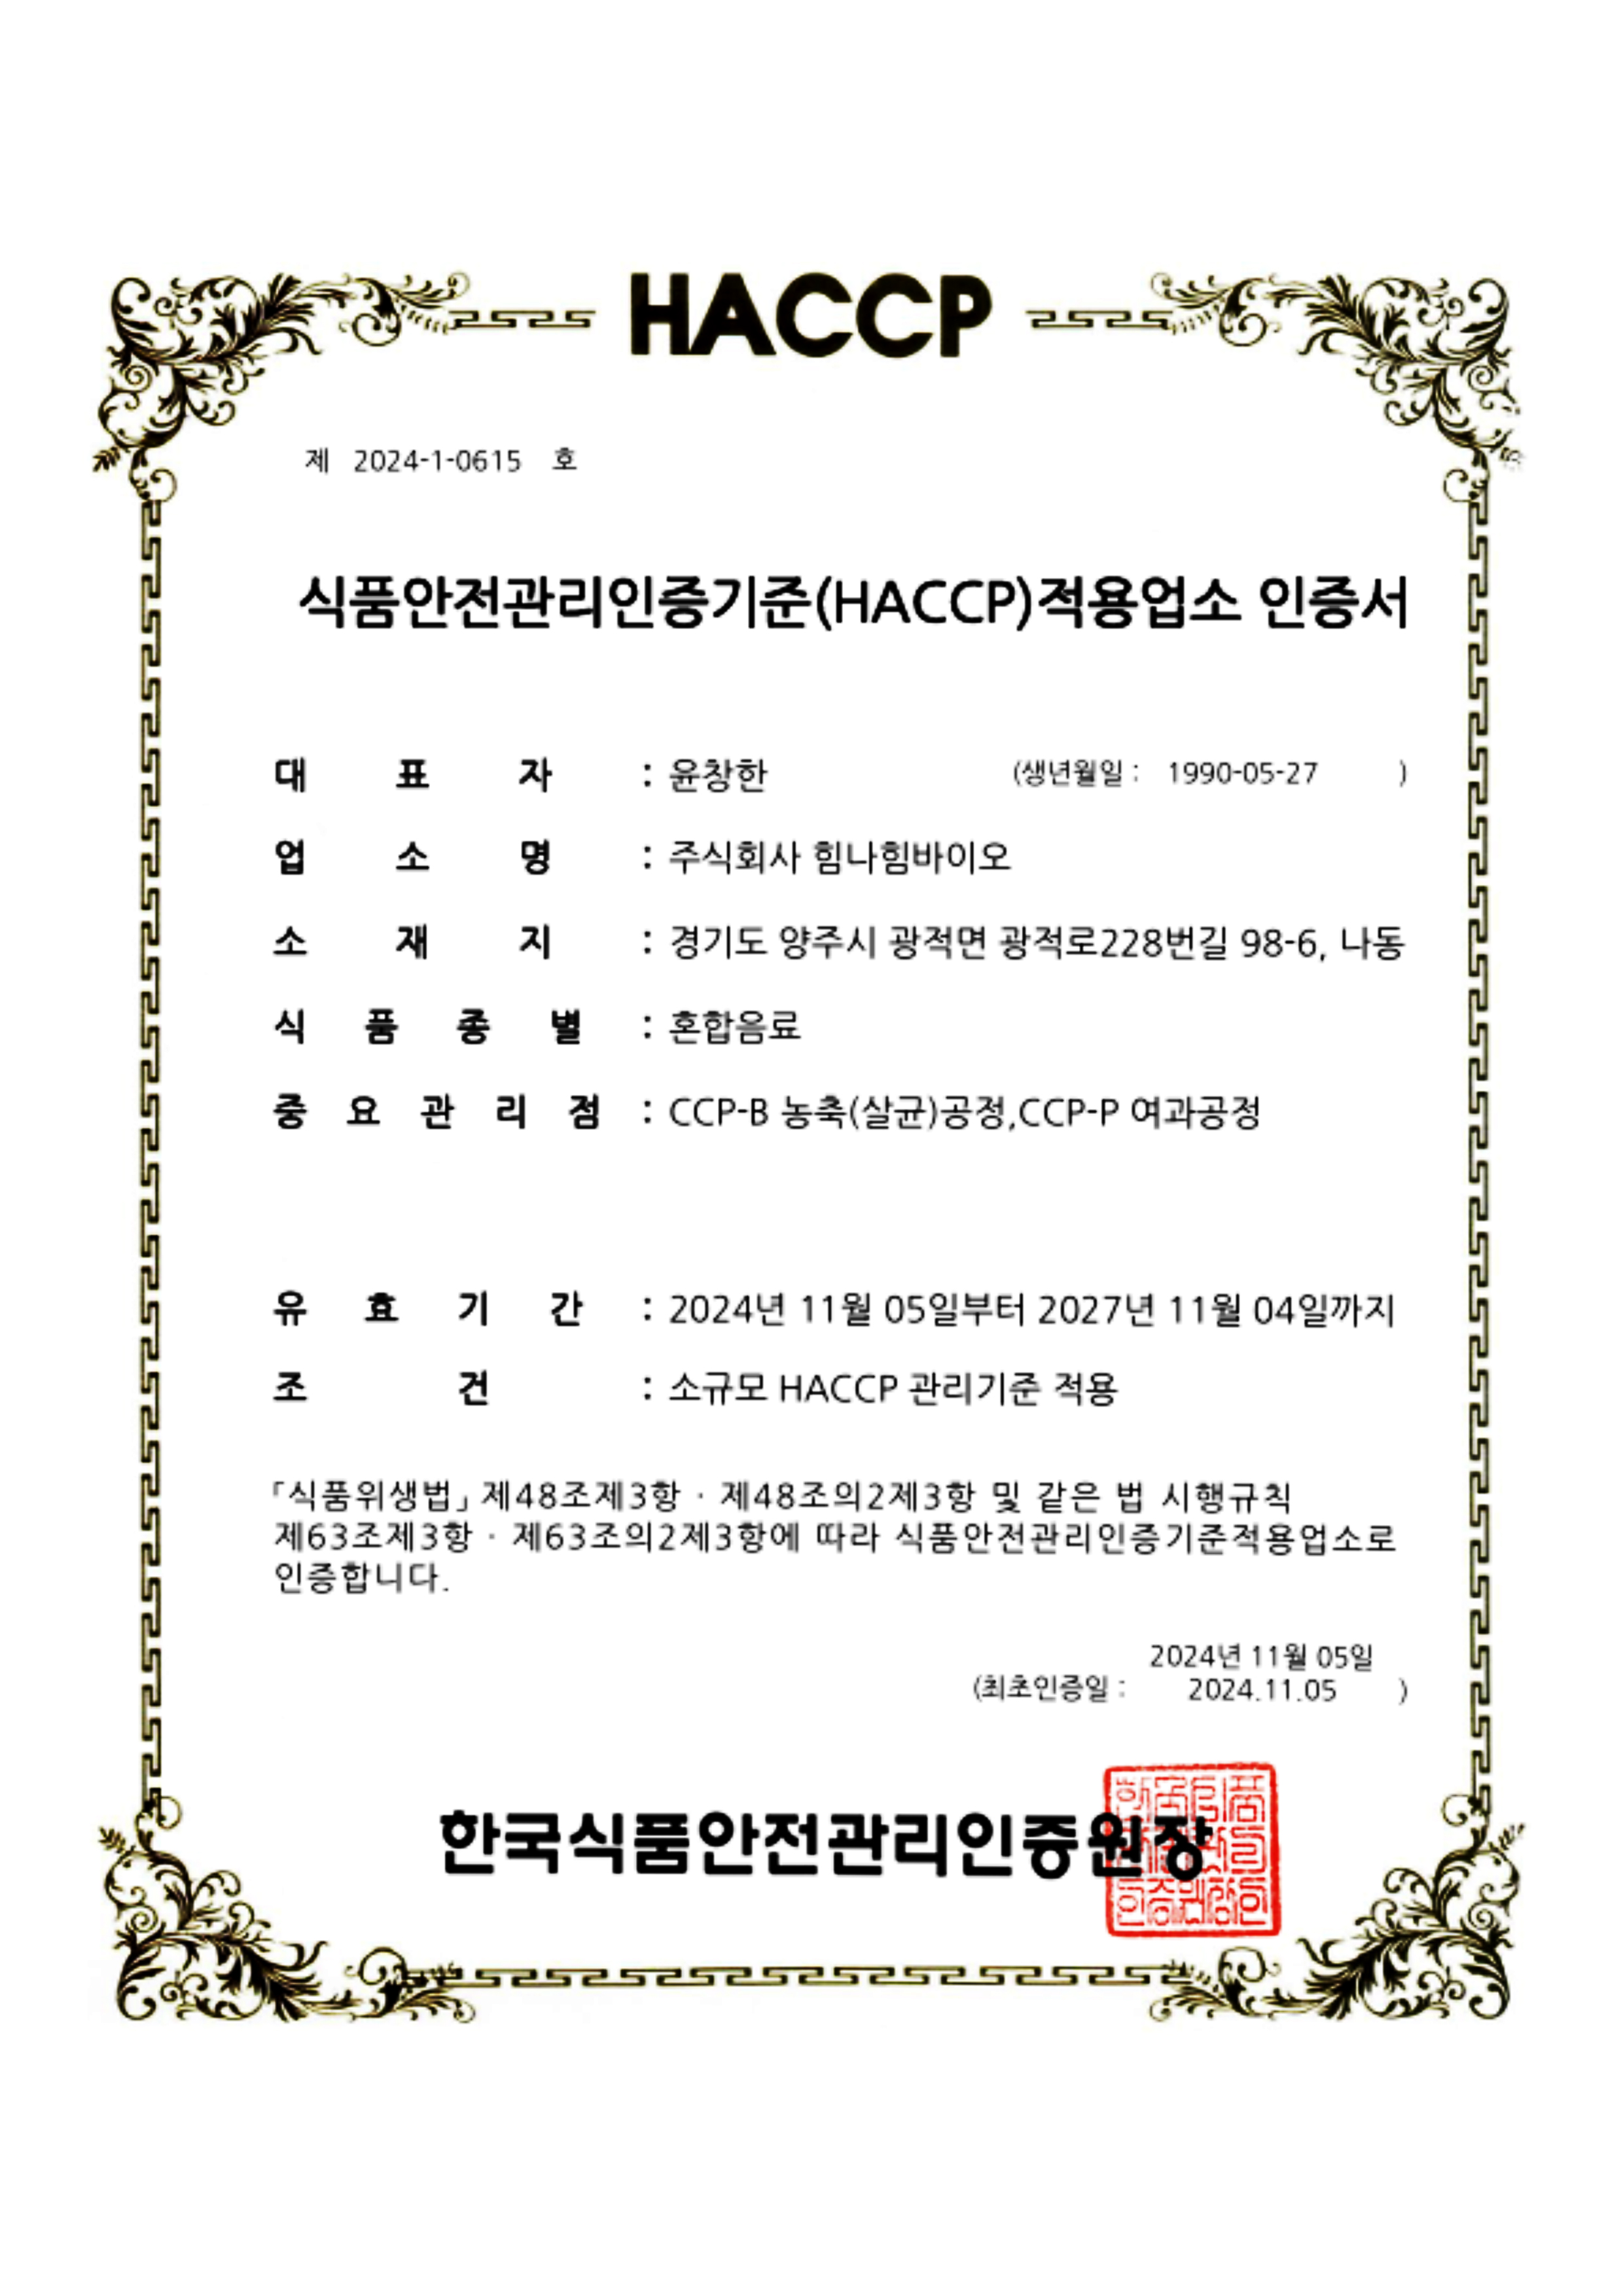 HACCP
제 2024-1-0615 호
식품안전관리인증기준(HACCP)적용업소 인증서
대 표 자 : 윤창한 (생년월일 : 1990-05-27 )
업 소 명 : 주식회사 힘나힘바이오
소 재 지 : 경기도 양주시 광적면 광적로228번길 98-6, 나동
식 품 종 별 : 혼합음료
중 요 관 리 점 : CCP-B 농축(살균)공정,CCP-P 여과공정
유 효 기 간 : 2024년 11월 05일부터 2027년 11월 04일까지
조 건 : 소규모 HACCP 관리기준 적용
「식품위생법」 제48조제3항 · 제48조의2제3항 및 같은 법 시행규칙
제63조제3항 · 제63조의2제3항에 따라 식품안전관리인증기준적용업소로
인증합니다.
2024년 11월 05일
(최초인증일 : 2024.11.05 )
한국식품안전관리인증원장